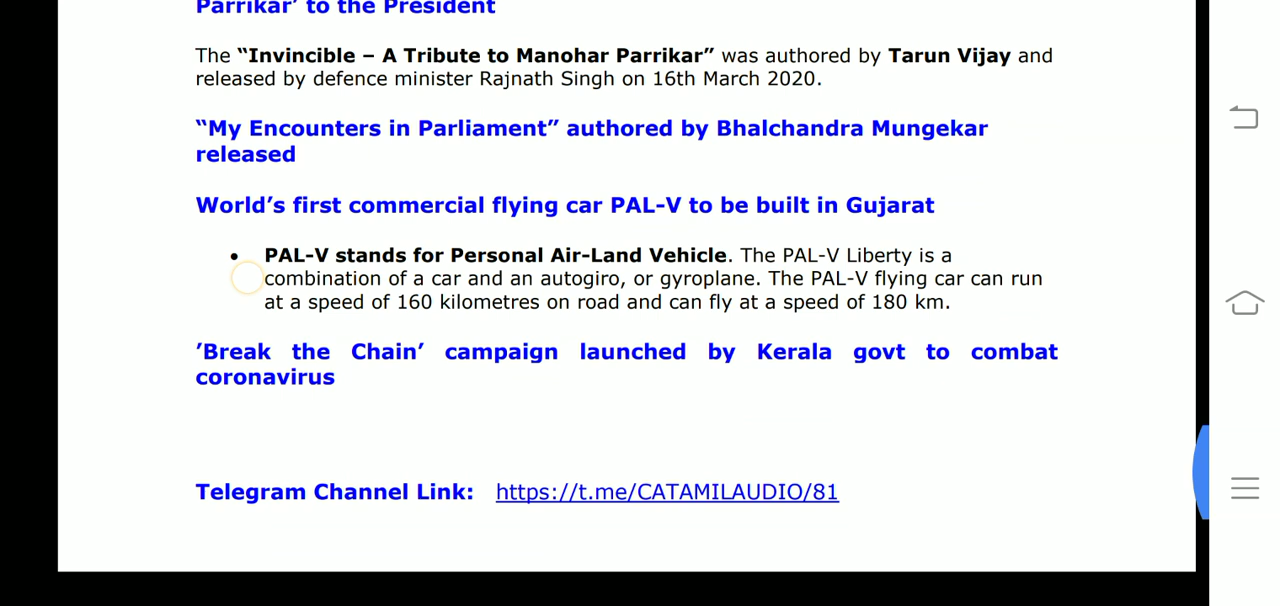 Parrikar’ to the President
The “Invincible – A Tribute to Manohar Parrikar” was authored by Tarun Vijay and
released by defence minister Rajnath Singh on 16th March 2020.
“My Encounters in Parliament” authored by Bhalchandra Mungekar
released
World’s first commercial flying car PAL-V to be built in Gujarat
• PAL-V stands for Personal Air-Land Vehicle. The PAL-V Liberty is a
combination of a car and an autogiro, or gyroplane. The PAL-V flying car can run
at a speed of 160 kilometres on road and can fly at a speed of 180 km.
’Break the Chain’ campaign launched by Kerala govt to combat
coronavirus
Telegram Channel Link: https://t.me/CATAMILAUDIO/81